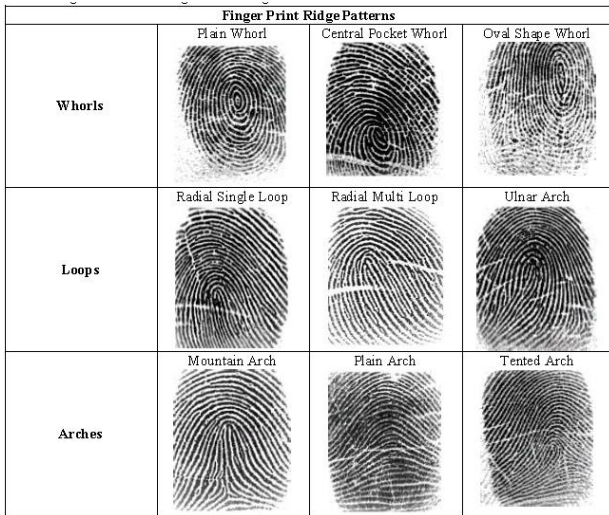 Finger Print Ridge Patterns
Plain Whorl Central Pocket Whorl Oval Shape Whorl
Whorls
Radial Single Loop Radial Multi Loop Ulnar Arch
Loops
Mountain Arch Plain Arch Tented Arch
Arches